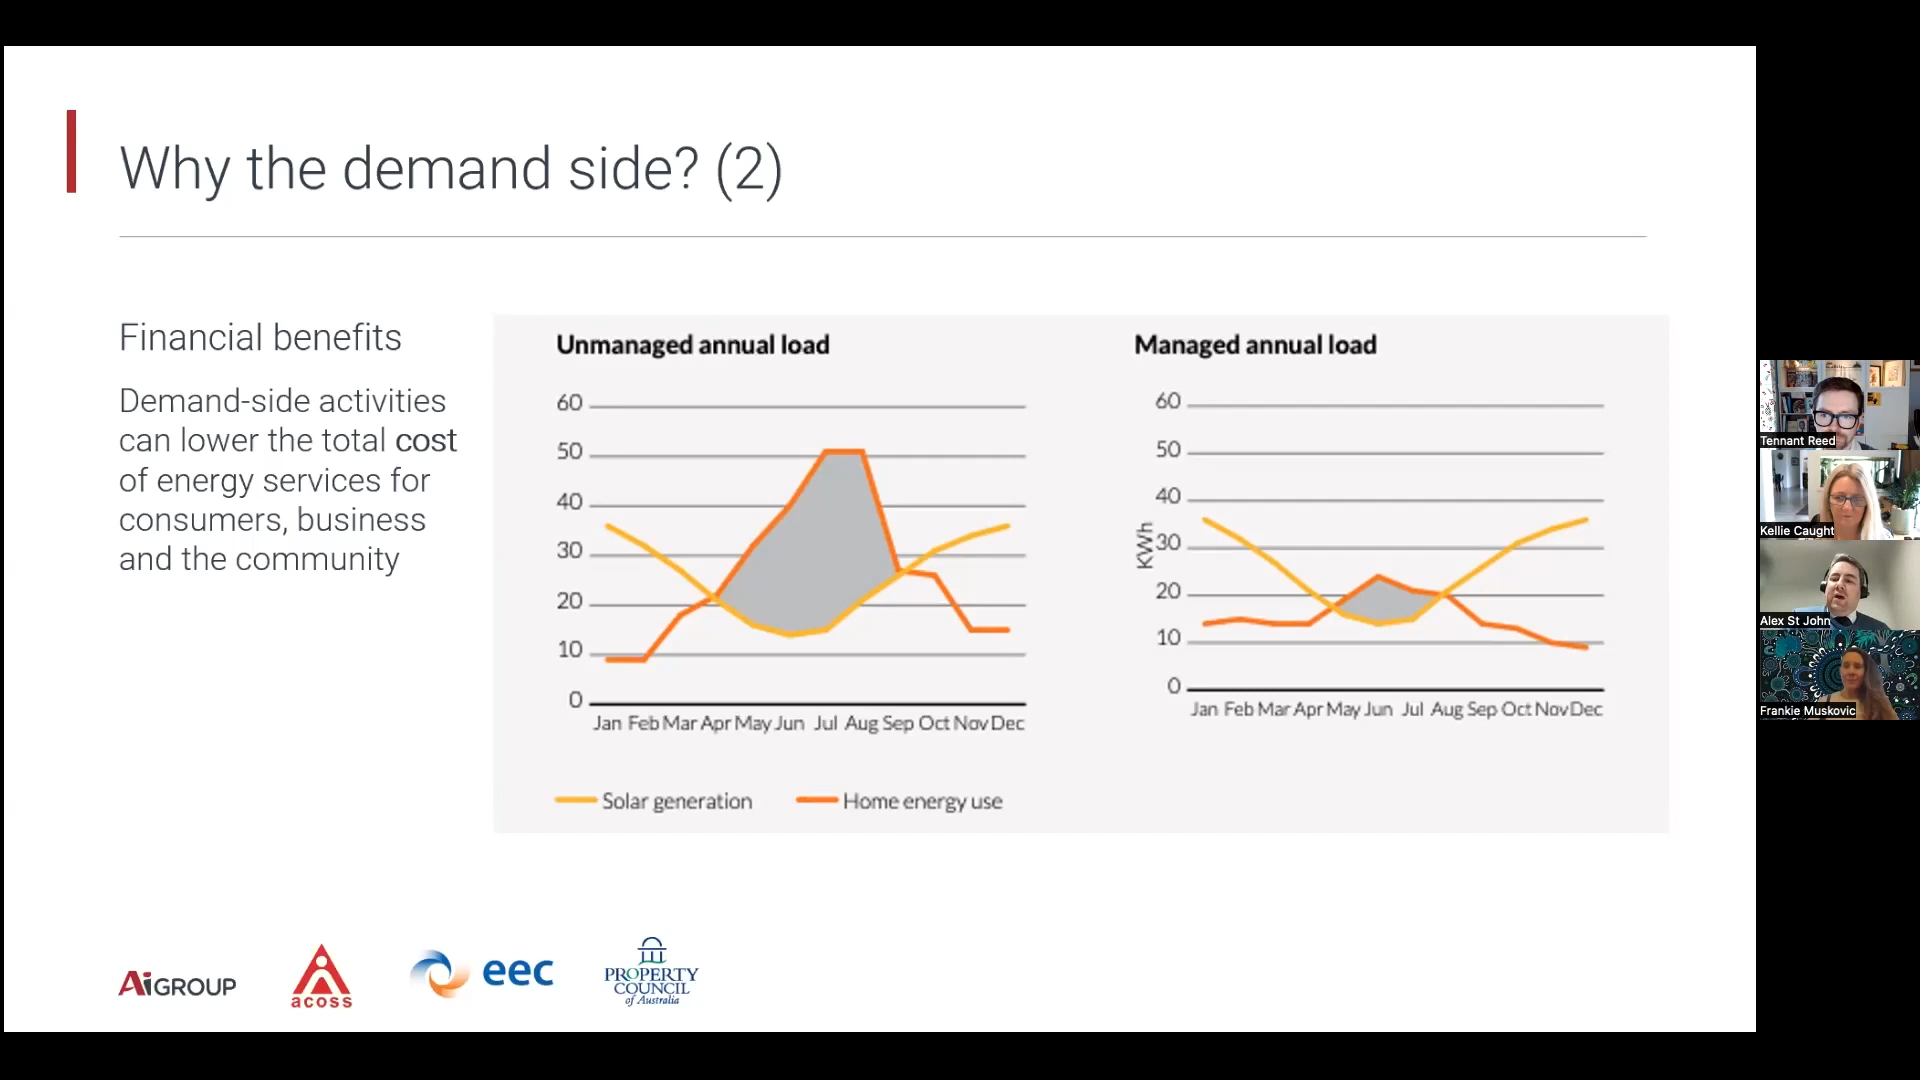 Why the demand side? (2)
Financial benefits
Demand-side activities
can lower the total cost
of energy services for
consumers, business
and the community
Unmanaged annual load
60
50
40
30
20
10
0
Jan Feb Mar Apr May Jun Jul Aug Sep Oct Nov Dec
Solar generation
Home energy use
Managed annual load
KWh
60
50
40
30
20
10
0
Jan Feb Mar Apr May Jun Jul Aug Sep Oct Nov Dec
Ai GROUP
acoss
eec
PROPERTY
COUNCIL
of Australia
Tennant Reed
Kellie Caught
Alex St John
Frankie Muskovic